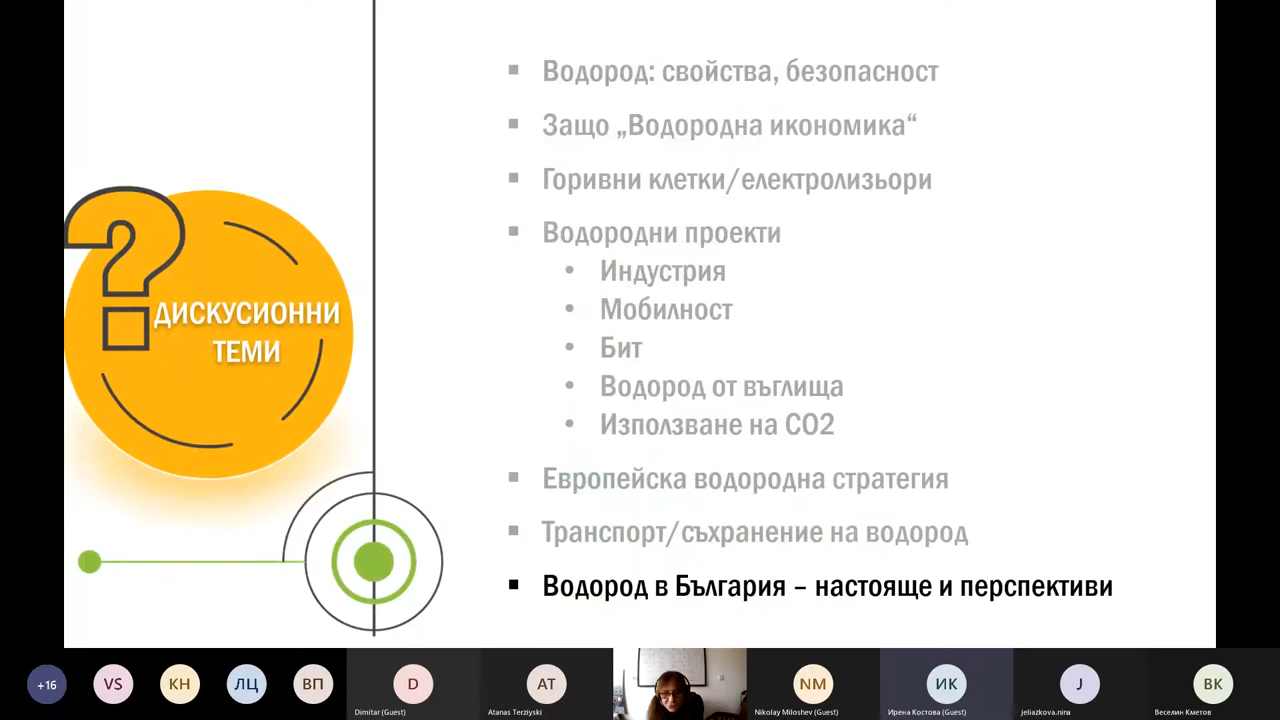 Водород: свойства, безопасност
Защо „Водородна икономика“
Горивни клетки/електролизьори
Водородни проекти
Индустрия
Мобилност
Бит
Водород от въглища
Използване на CO2
Европейска водородна стратегия
Транспорт/съхранение на водород
Водород в България – настояще и перспективи
?
ДИСКУСИОННИ
ТЕМИ
+16
VS
КН
ЛЦ
ВП
D
AT
NM
ИК
J
ВК
Dimitar (Guest)
Atanas Terziyski
Nikolay Miloshev (Guest)
Ирена Костова (Guest)
jeliazkova.nina
Веселин Кметов